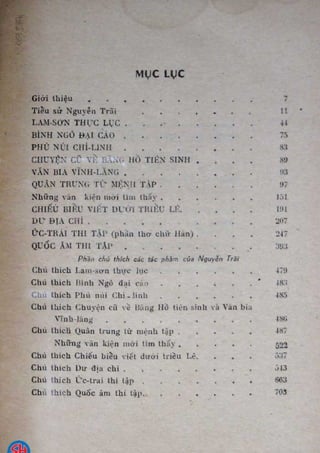 MỤC LỤC
Giới thiệu . . . . . . . . 7
Tiểu sử Nguyễn Trãi . . . . . . 11
LAM-SƠN THỰC LỤC . . . . . . 44
BÌNH NGÔ ĐẠI CÁO . . . . . . 75
PHÚ NÚI CHÍ-LINH . . . . . . 83
CHUYỆN CŨ VỀ BĂNG HỒ TIÊN SINH . . . 89
VĂN BIA VĨNH-LĂNG . . . . . . 93
QUÂN TRUNG TỪ MỆNH TẬP . . . . 97
Những văn kiện mới tìm thấy . . . . 151
CHIẾU BIỂU VIẾT DƯỚI TRIỀU LÊ . . . 191
DƯ ĐỊA CHÍ . . . . . . . 207
ỨC-TRAI THI TẬP (phần thơ chữ Hán) . . . 247
QUỐC ÂM THI TẬP . . . . . . 393
Phần chú thích các tác phẩm của Nguyễn Trãi
Chú thích Lam-sơn thực lục . . . . 479
Chú thích Bình Ngô đại cáo . . . . 483
Chú thích Phú núi Chí-linh . . . . 485
Chú thích Chuyện cũ về Băng Hồ tiên sinh và Văn bia
Vĩnh-lăng . . . . . . . 486
Chú thích Quân trung từ mệnh tập . . . 487
Những văn kiện mới tìm thấy . . . . 522
Chú thích Chiếu biểu viết dưới triều Lê . . . 537
Chú thích Dư địa chí . . . . . 543
Chú thích Ức-trai thi tập . . . . . 663
Chú thích Quốc âm thi tập . . . . . 703